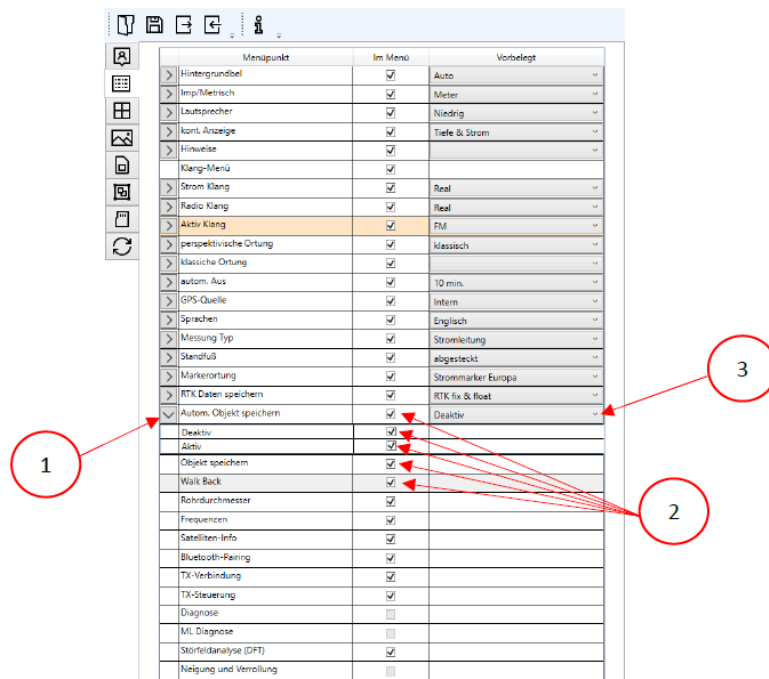 Menüpunkt Im Menü Vorbelegt
Hintergrundbel Auto
Imp/Metrisch Meter
Lautsprecher Niedrig
kont. Anzeige Tiefe & Strom
Hinweise
Klang-Menü
Strom Klang Real
Radio Klang Real
Aktiv Klang FM
perspektivische Ortung klassisch
klassiche Ortung
autom. Aus 10 min.
GPS-Quelle Intern
Sprachen Englisch
Messung Typ Stromleitung
Standfuß abgesteckt
Markerortung Strommarker Europa
RTK Daten speichern RTK fix & float
Autom. Objekt speichern Deaktiv
Deaktiv
Aktiv
Objekt speichern
Walk Back
Rohrdurchmesser
Frequenzen
Satelliten-Info
Bluetooth-Pairing
TX-Verbindung
TX-Steuerung
Diagnose
ML Diagnose
Störfeldanalyse (DFT)
Neigung und Verrollung
1
2
3